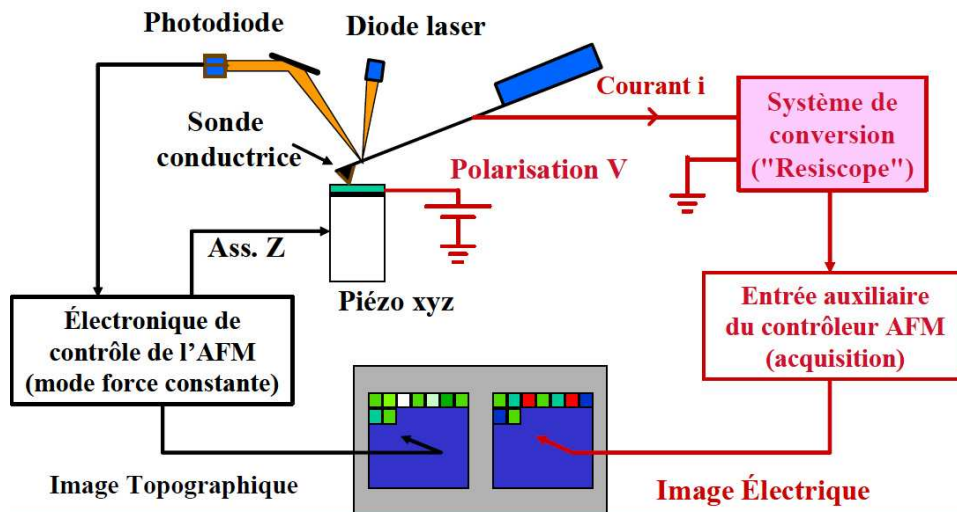 Photodiode
Diode laser
Courant i
Système de
conversion
("Resiscope")
Sonde
conductrice
Polarisation V
Ass. Z
Piézo xyz
Électronique de
contrôle de l'AFM
(mode force constante)
Entrée auxiliaire
du contrôleur AFM
(acquisition)
Image Topographique
Image Électrique